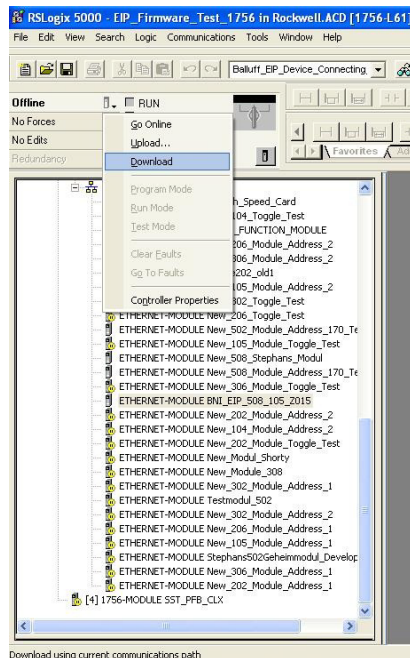 RSLogix 5000 - EIP_Firmware_Test_1756 in Rockwell.ACD [1756-L61]
File Edit View Search Logic Communications Tools Window Help
Balluff_EIP_Device_Connecting
Offline
RUN
No Forces
No Edits
Redundancy
Go Online
Upload...
Download
Program Mode
Run Mode
Test Mode
Clear Faults
Go To Faults
Controller Properties
Favorites
h_Speed_Card
104_Toggle_Test
_FUNCTION_MODULE
206_Module_Address_2
306_Module_Address_2
202_old1
105_Module_Address_2
302_Toggle_Test
ETHERNET-MODULE New_206_Toggle_Test
ETHERNET-MODULE New_502_Module_Address_170_Te
ETHERNET-MODULE New_105_Module_Toggle_Test
ETHERNET-MODULE New_508_Stephans_Modul
ETHERNET-MODULE New_508_Module_Address_170_Te
ETHERNET-MODULE New_306_Module_Toggle_Test
ETHERNET-MODULE BNI_EIP_508_105_Z015
ETHERNET-MODULE New_202_Module_Address_2
ETHERNET-MODULE New_104_Module_Address_2
ETHERNET-MODULE New_202_Module_Toggle_Test
ETHERNET-MODULE New_Modul_Shorty
ETHERNET-MODULE New_Module_308
ETHERNET-MODULE New_302_Module_Address_1
ETHERNET-MODULE Testmodul_502
ETHERNET-MODULE New_302_Module_Address_2
ETHERNET-MODULE New_206_Module_Address_1
ETHERNET-MODULE New_105_Module_Address_1
ETHERNET-MODULE Stephans502Geheimmodul_Develop
ETHERNET-MODULE New_306_Module_Address_1
ETHERNET-MODULE New_202_Module_Address_1
[4] 1756-MODULE SST_PFB_CLX
Download using current communications path